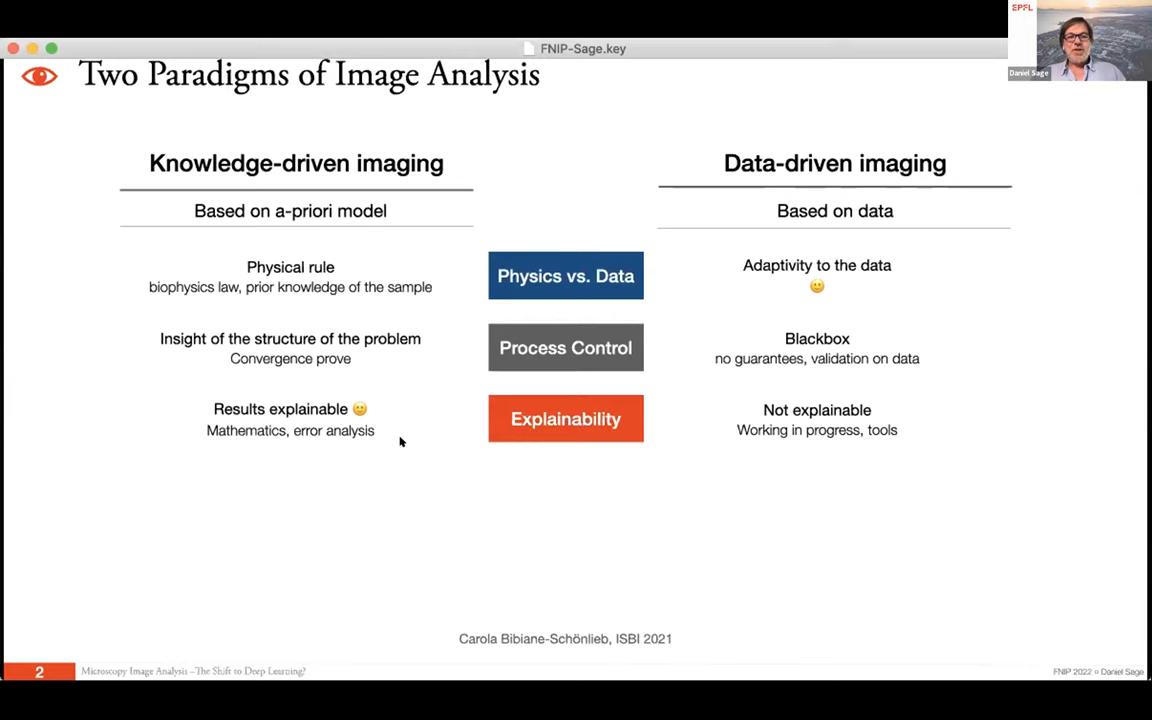 EPFL
Daniel Sage
FNIP-Sage.key
Two Paradigms of Image Analysis
Knowledge-driven imaging
Based on a-priori model
Physical rule
biophysics law, prior knowledge of the sample
Insight of the structure of the problem
Convergence prove
Results explainable 🙂
Mathematics, error analysis
Physics vs. Data
Process Control
Explainability
Data-driven imaging
Based on data
Adaptivity to the data
🙂
Blackbox
no guarantees, validation on data
Not explainable
Working in progress, tools
Carola Bibiane-Schönlieb, ISBI 2021
2
Microscopy Image Analysis –The Shift to Deep Learning?
FNIP 2022 ○ Daniel Sage